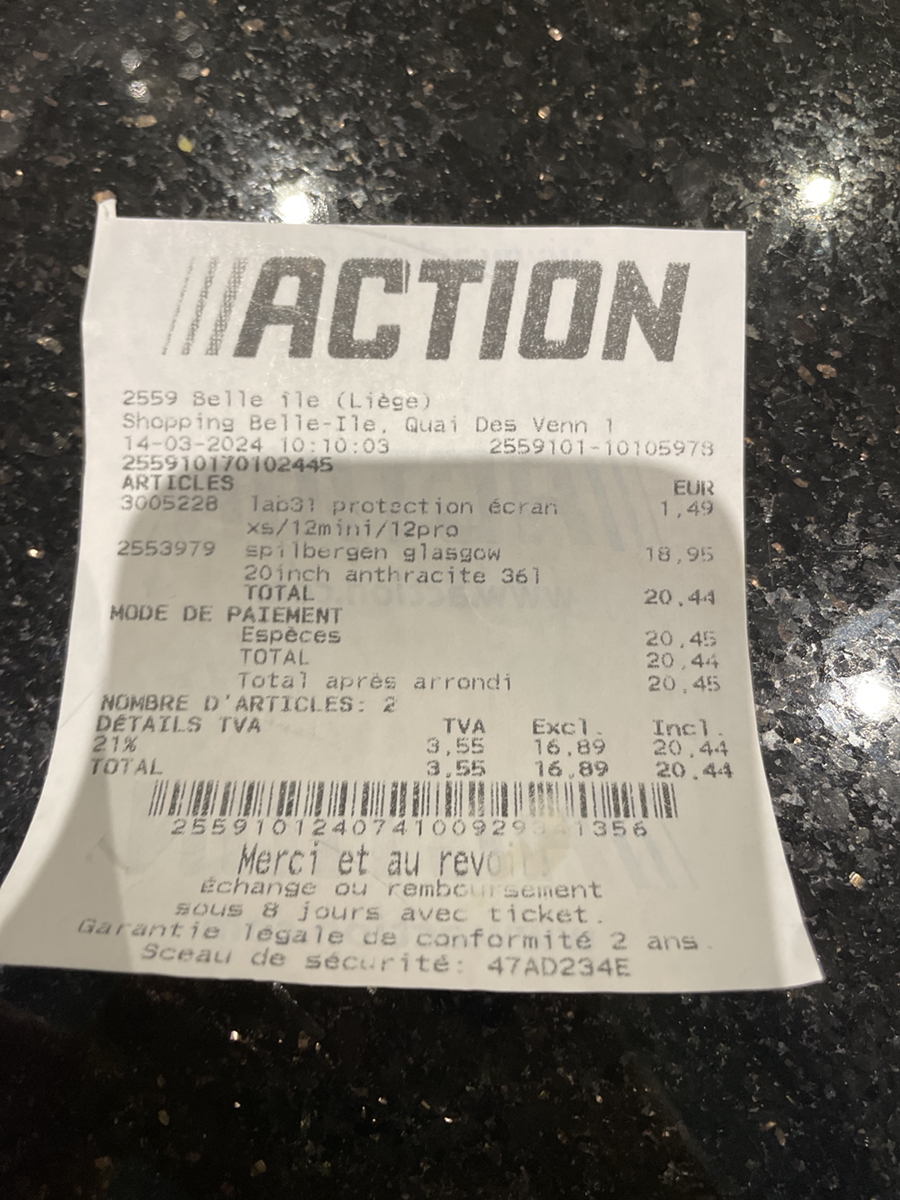 ACTION
2559 Belle île (Liège)
Shopping Belle-Ile, Quai Des Venn 1
14-03-2024 10:10:03 2559101-10105978
255910170102445
ARTICLES EUR
3005228 lab31 protection écran 1,49
xs/12mini/12pro
2553979 spilbergen glasgow 18,95
20inch anthracite 36l
TOTAL 20,44
MODE DE PAIEMENT
Espèces 20,45
TOTAL 20,44
Total après arrondi 20,45
NOMBRE D'ARTICLES: 2
DÉTAILS TVA TVA Excl. Incl.
21% 3,55 16,89 20,44
TOTAL 3,55 16,89 20,44
Merci et au revoir!
Échange ou remboursement
sous 8 jours avec ticket.
Garantie légale de conformité 2 ans.
Sceau de sécurité: 47AD234E